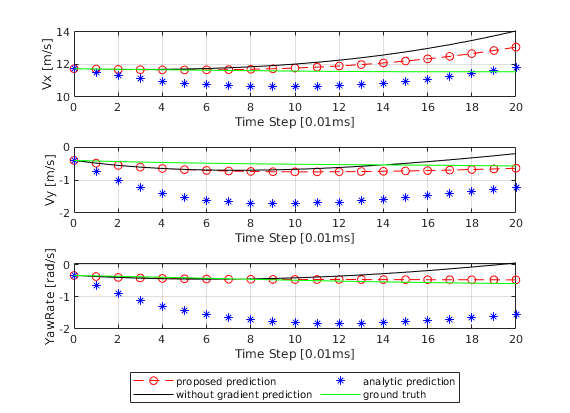 14
12
10
Vx [m/s]
0 2 4 6 8 10 12 14 16 18 20
Time Step [0.01ms]
0
-1
-2
Vy [m/s]
0 2 4 6 8 10 12 14 16 18 20
Time Step [0.01ms]
0
-1
-2
YawRate [rad/s]
0 2 4 6 8 10 12 14 16 18 20
Time Step [0.01ms]
proposed prediction
analytic prediction
without gradient prediction
ground truth